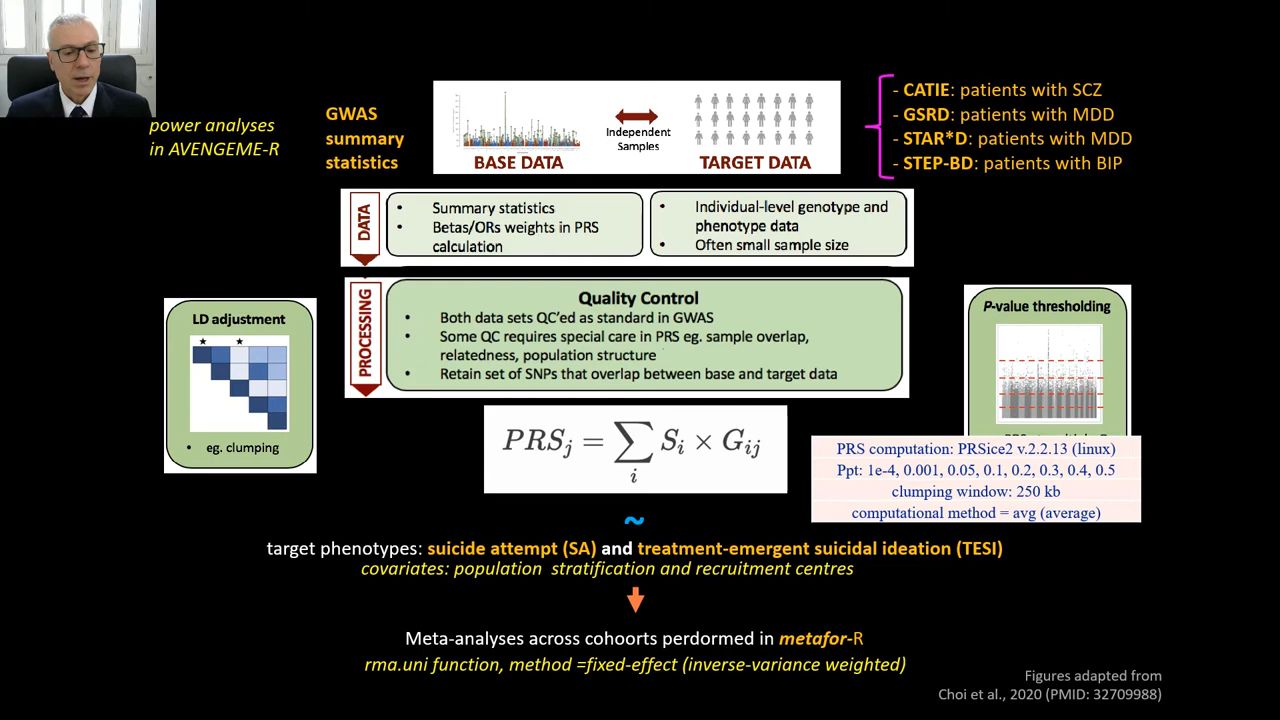 power analyses
in AVENGEME-R
GWAS
summary
statistics
BASE DATA
Independent
Samples
TARGET DATA
- CATIE: patients with SCZ
- GSRD: patients with MDD
- STAR*D: patients with MDD
- STEP-BD: patients with BIP
DATA
• Summary statistics
• Betas/ORs weights in PRS
calculation
• Individual-level genotype and
phenotype data
• Often small sample size
PROCESSING
Quality Control
• Both data sets QC'ed as standard in GWAS
• Some QC requires special care in PRS eg. sample overlap,
relatedness, population structure
• Retain set of SNPs that overlap between base and target data
LD adjustment
• eg. clumping
P-value thresholding
PRS computation: PRSice2 v.2.2.13 (linux)
Ppt: 1e-4, 0.001, 0.05, 0.1, 0.2, 0.3, 0.4, 0.5
clumping window: 250 kb
computational method = avg (average)
PRS_j = ∑_i S_i × G_ij
~
target phenotypes: suicide attempt (SA) and treatment-emergent suicidal ideation (TESI)
covariates: population stratification and recruitment centres
Meta-analyses across cohoorts perdormed in metafor-R
rma.uni function, method =fixed-effect (inverse-variance weighted)
Figures adapted from
Choi et al., 2020 (PMID: 32709988)